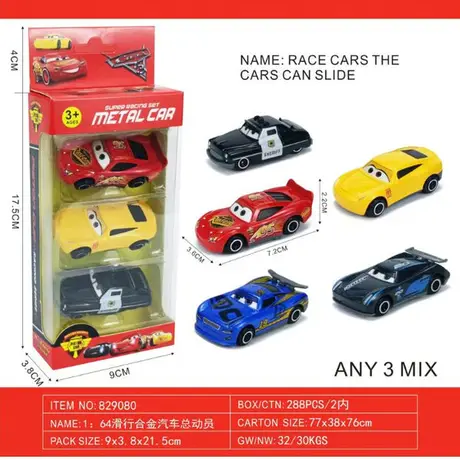 4CM
17.5CM
3.8CM
9CM
3+
AGES
SUPER RACING SET
METAL CAR
NAME: RACE CARS THE
CARS CAN SLIDE
SHERIFF
2.2CM
3.6CM
7.2CM
ANY 3 MIX
ITEM NO: 829080
NAME: 1：64滑行合金汽车总动员
PACK SIZE: 9x3.8x21.5cm
BOX/CTN: 288PCS/2内
CARTON SIZE: 77x38x76cm
GW/NW: 32/30KGS